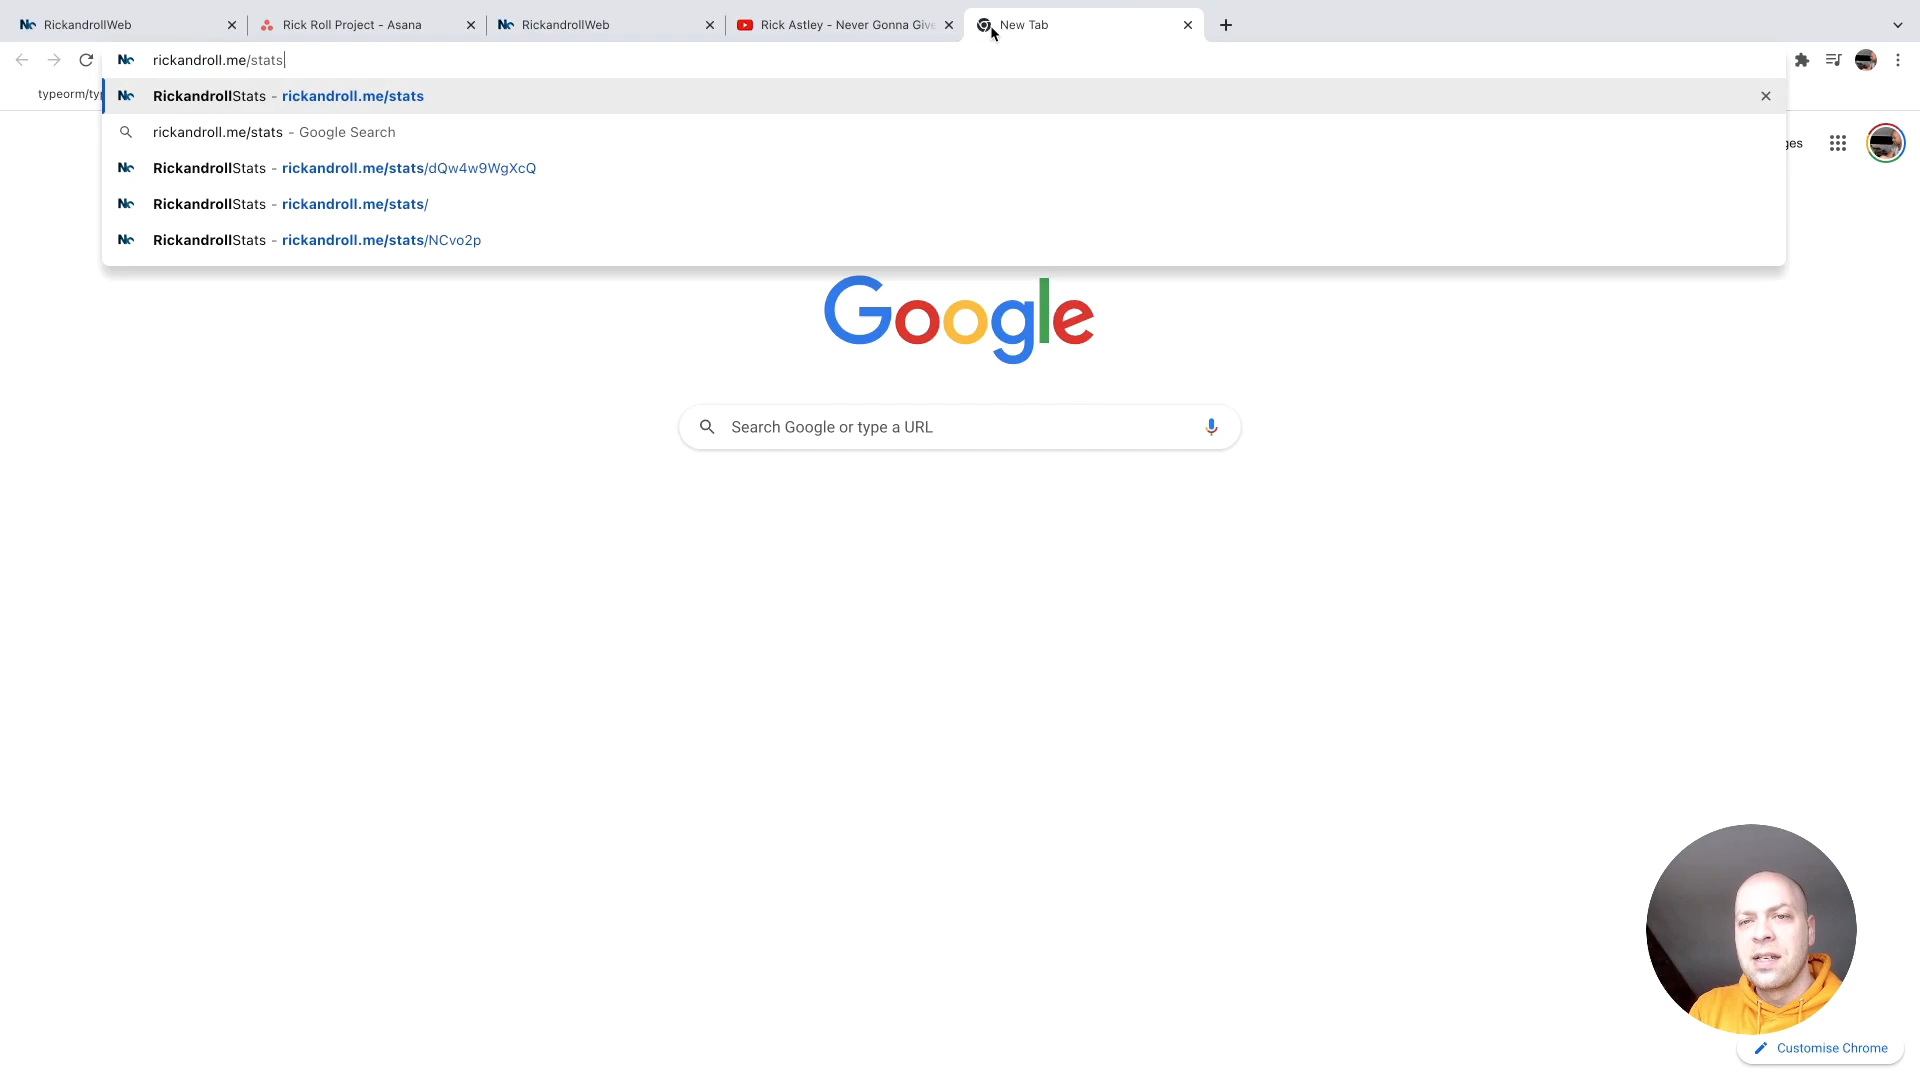 RickandrollWeb
Rick Roll Project - Asana
RickandrollWeb
Rick Astley - Never Gonna Give
New Tab
rickandroll.me/stats
typeorm/typ
RickandrollStats - rickandroll.me/stats
rickandroll.me/stats - Google Search
RickandrollStats - rickandroll.me/stats/dQw4w9WgXcQ
RickandrollStats - rickandroll.me/stats/
RickandrollStats - rickandroll.me/stats/NCvo2p
ges
Google
Search Google or type a URL
Customise Chrome